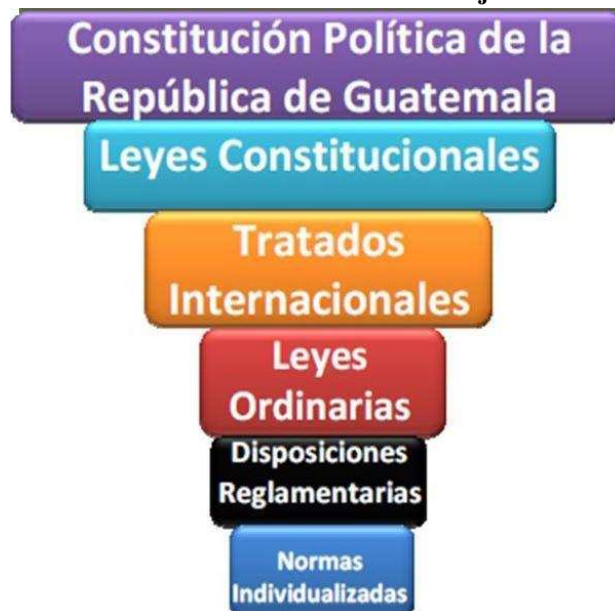 Constitución Política de la
República de Guatemala
Leyes Constitucionales
Tratados
Internacionales
Leyes
Ordinarias
Disposiciones
Reglamentarias
Normas
Individualizadas